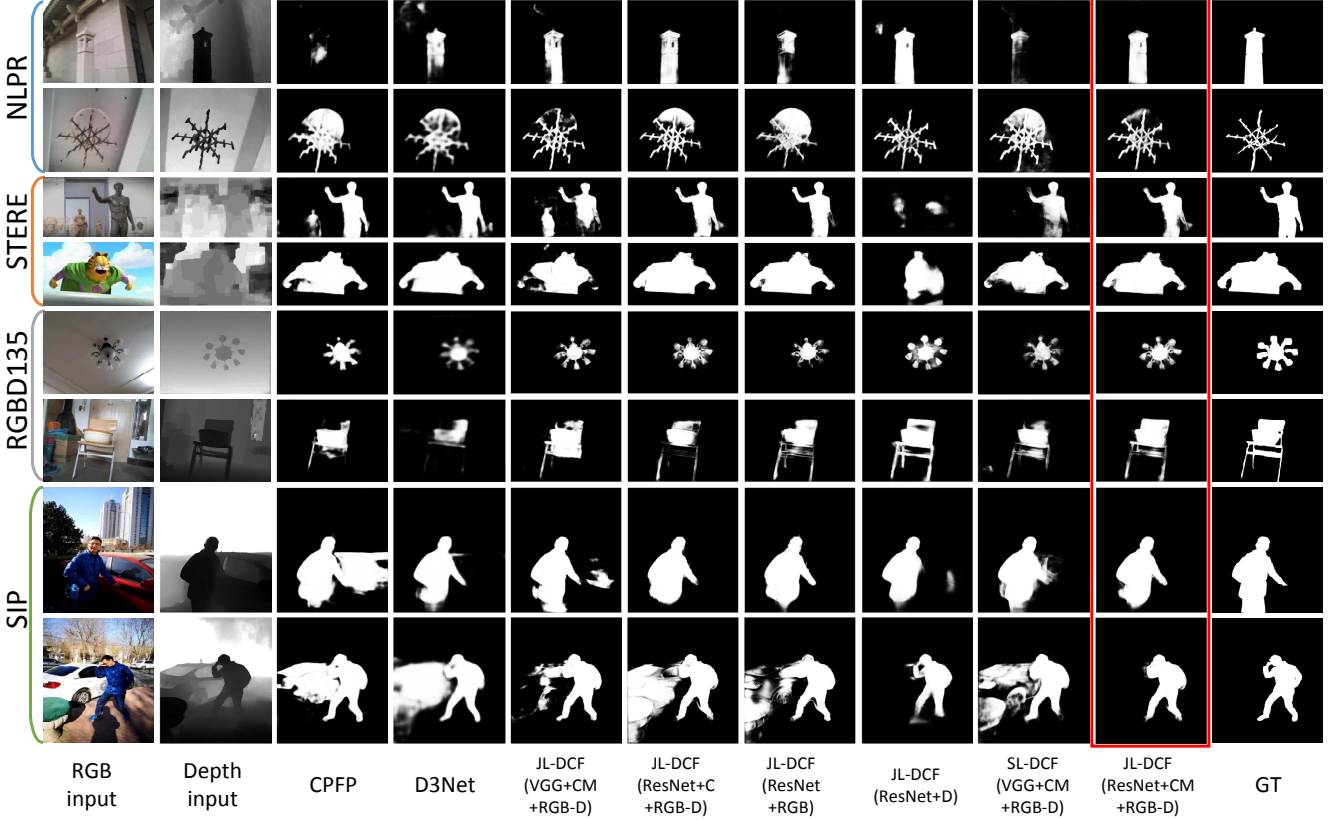 NLPR
STERE
RGBD135
SIP
RGB
input
Depth
input
CPFP
D3Net
JL-DCF
(VGG+CM
+RGB-D)
JL-DCF
(ResNet+C
+RGB-D)
JL-DCF
(ResNet
+RGB)
JL-DCF
(ResNet+D)
SL-DCF
(VGG+CM
+RGB-D)
JL-DCF
(ResNet+CM
+RGB-D)
GT